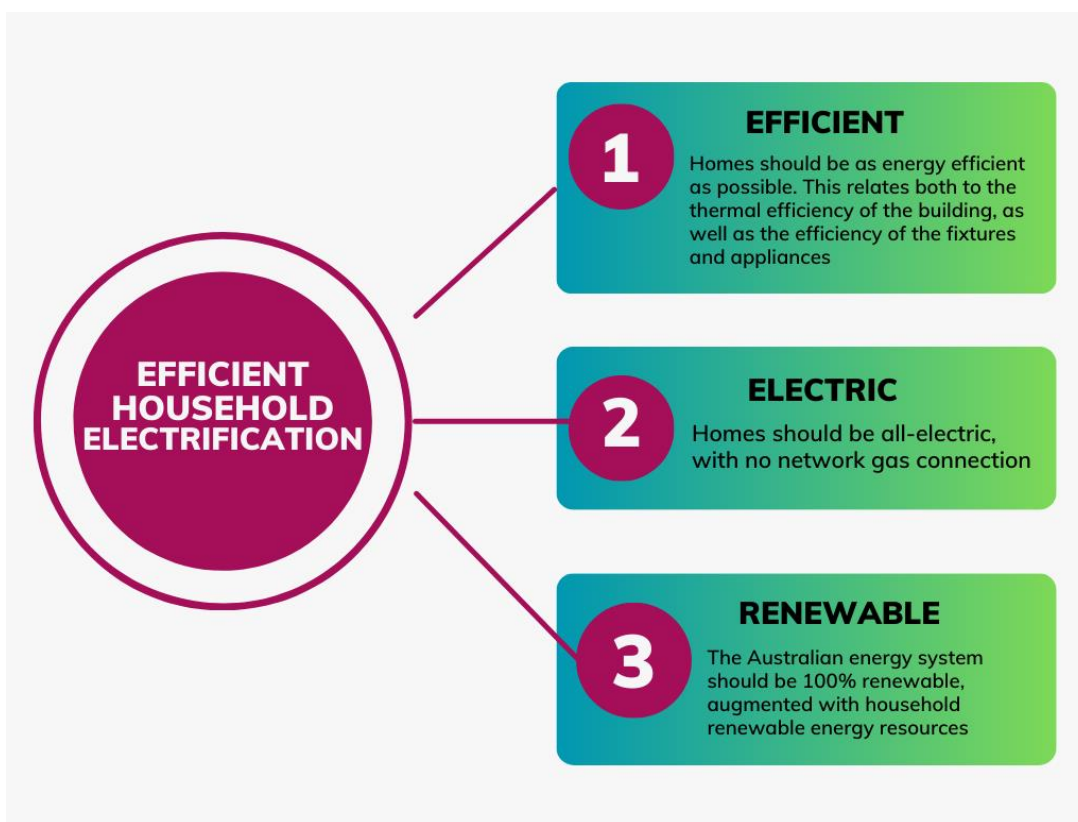 EFFICIENT
HOUSEHOLD
ELECTRIFICATION
1
EFFICIENT
Homes should be as energy efficient
as possible. This relates both to the
thermal efficiency of the building, as
well as the efficiency of the fixtures
and appliances
2
ELECTRIC
Homes should be all-electric,
with no network gas connection
3
RENEWABLE
The Australian energy system
should be 100% renewable,
augmented with household
renewable energy resources